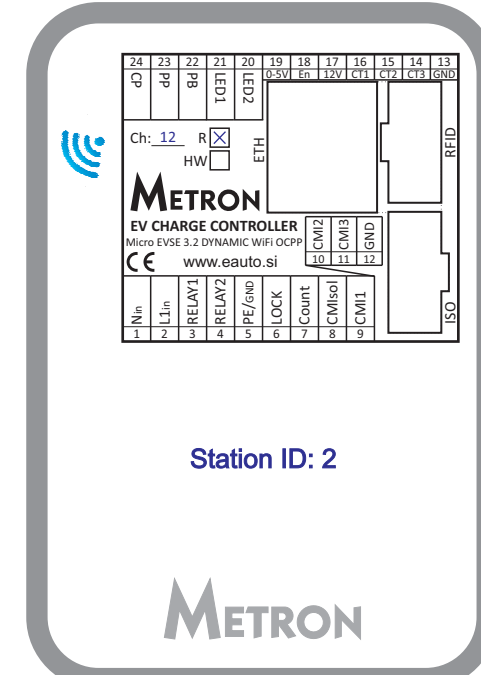 24 23 22 21 20 19 18 17 16 15 14 13
CP PP PB LED1 LED2 0-5V En 12V CT1 CT2 CT3 GND
Ch: 12 R
HW
ETH
RFID
METRON
EV CHARGE CONTROLLER
Micro EVSE 3.2 DYNAMIC WiFi OCPP
CE www.eauto.si
CMI2 CMI3 GND
10 11 12
ISO
Nin L1in RELAY1 RELAY2 PE/GND LOCK Count CMIsol CMI1
1 2 3 4 5 6 7 8 9
Station ID: 2
METRON